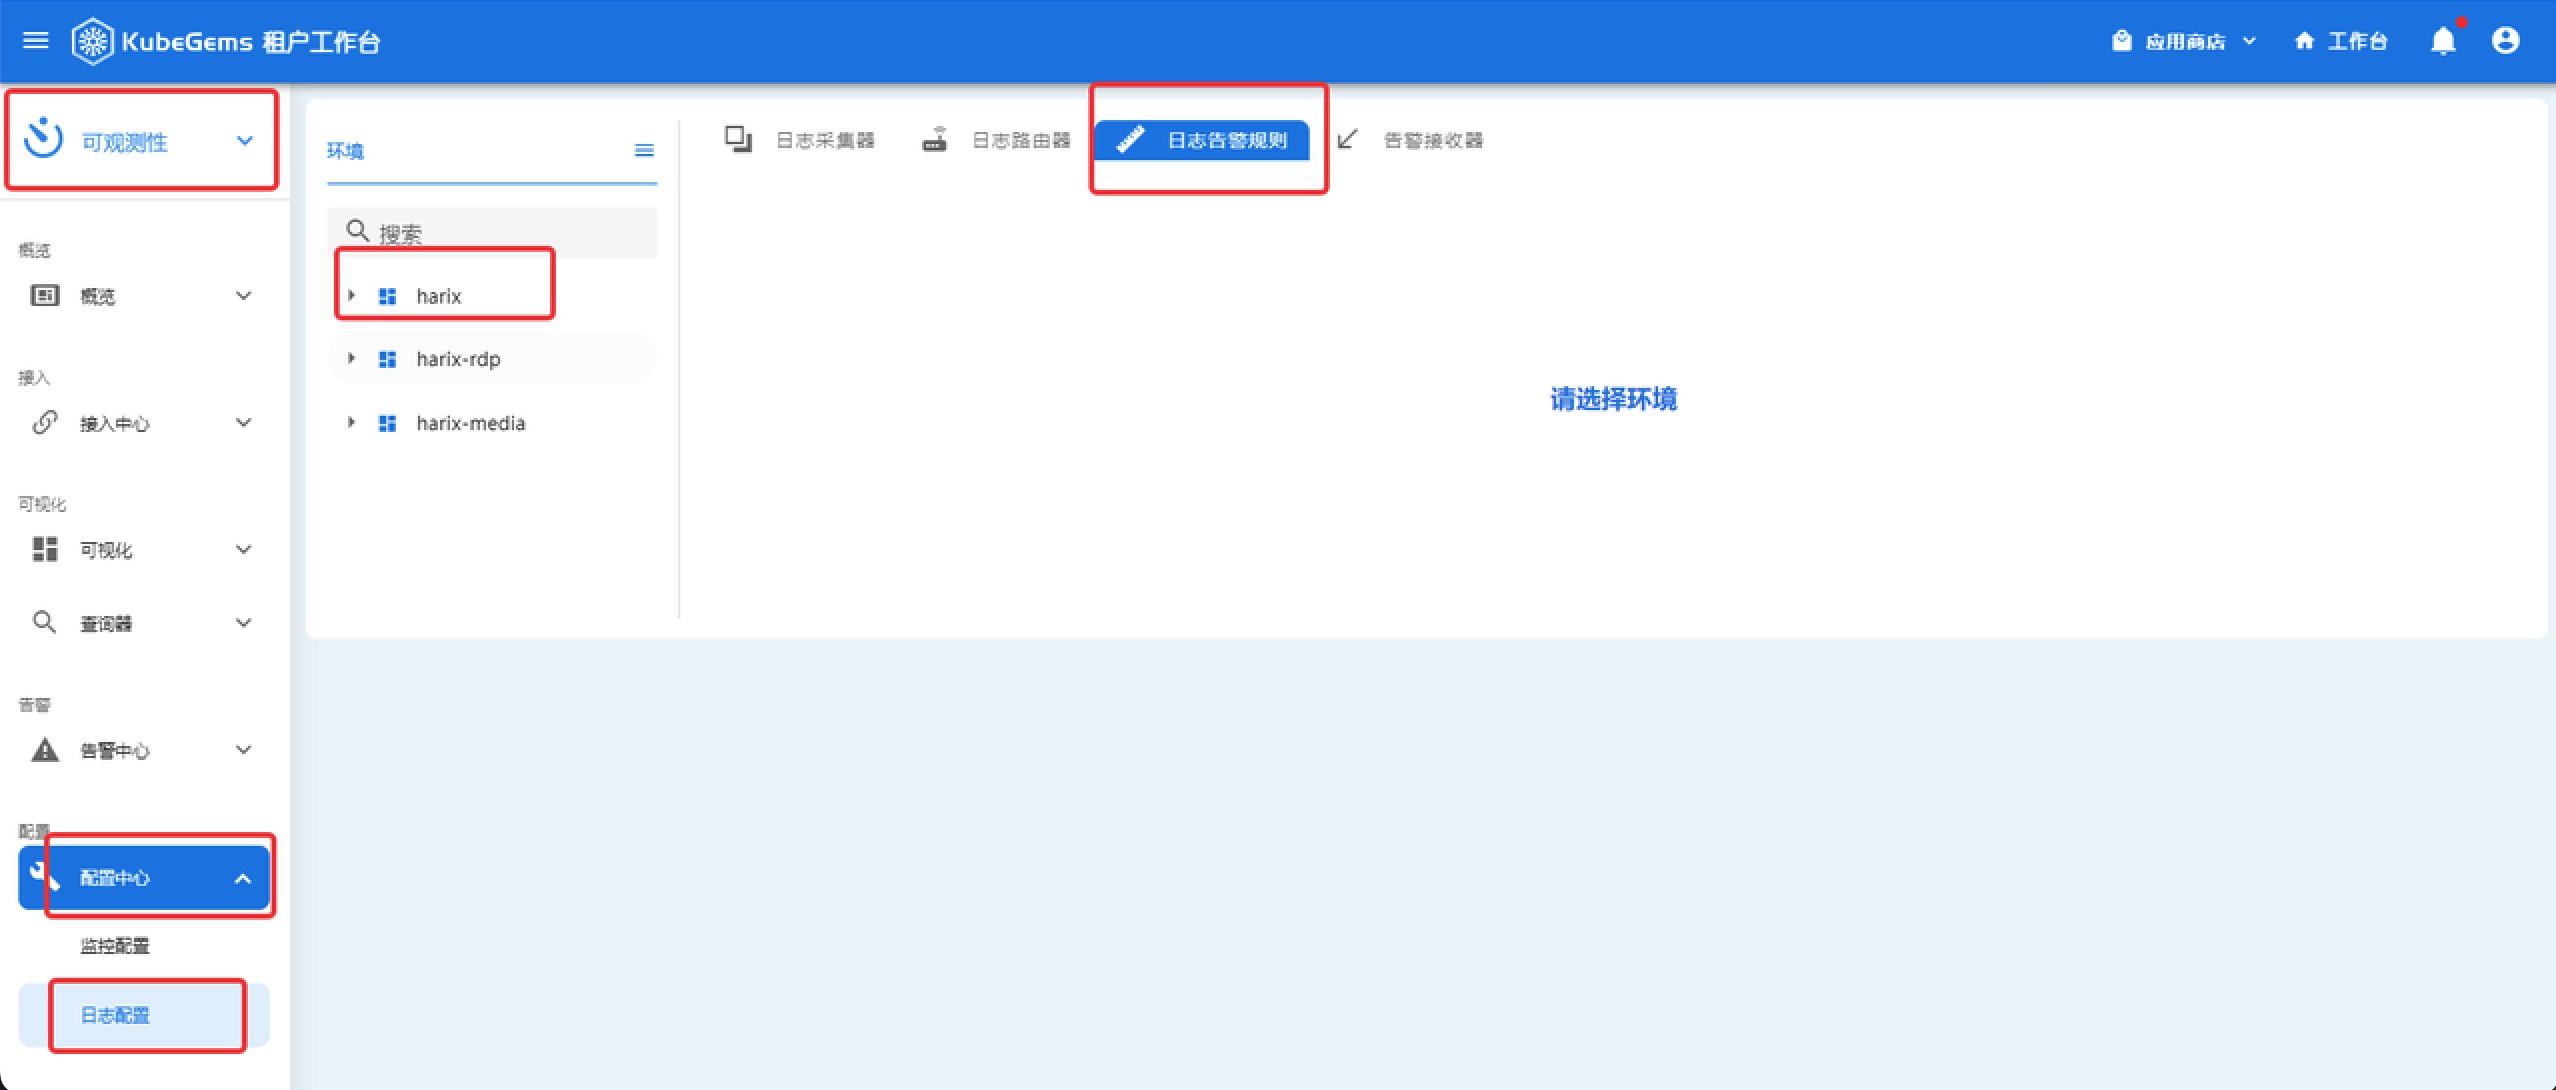 KubeGems 租户工作台
应用商店
工作台
可观测性
概览
概览
接入
接入中心
可视化
可视化
查询器
告警
告警中心
配置
配置中心
监控配置
日志配置
环境
搜索
harix
harix-rdp
harix-media
日志采集器
日志路由器
日志告警规则
告警接收器
请选择环境